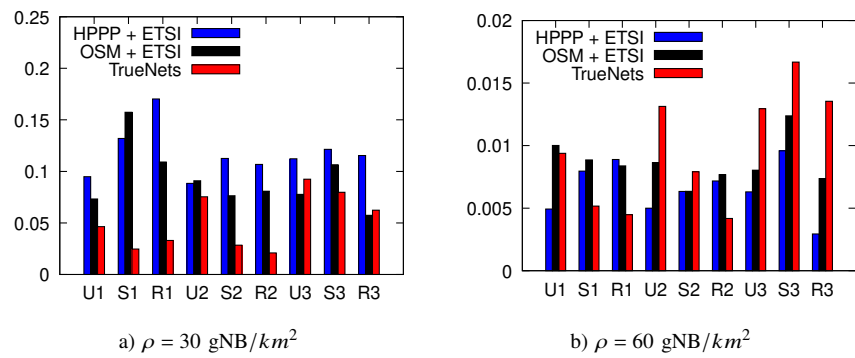 0.25
0.2
0.15
0.1
0.05
0
HPPP + ETSI
OSM + ETSI
TrueNets
U1 S1 R1 U2 S2 R2 U3 S3 R3
a) ρ = 30 gNB/km²
0.02
0.015
0.01
0.005
0
HPPP + ETSI
OSM + ETSI
TrueNets
U1 S1 R1 U2 S2 R2 U3 S3 R3
b) ρ = 60 gNB/km²